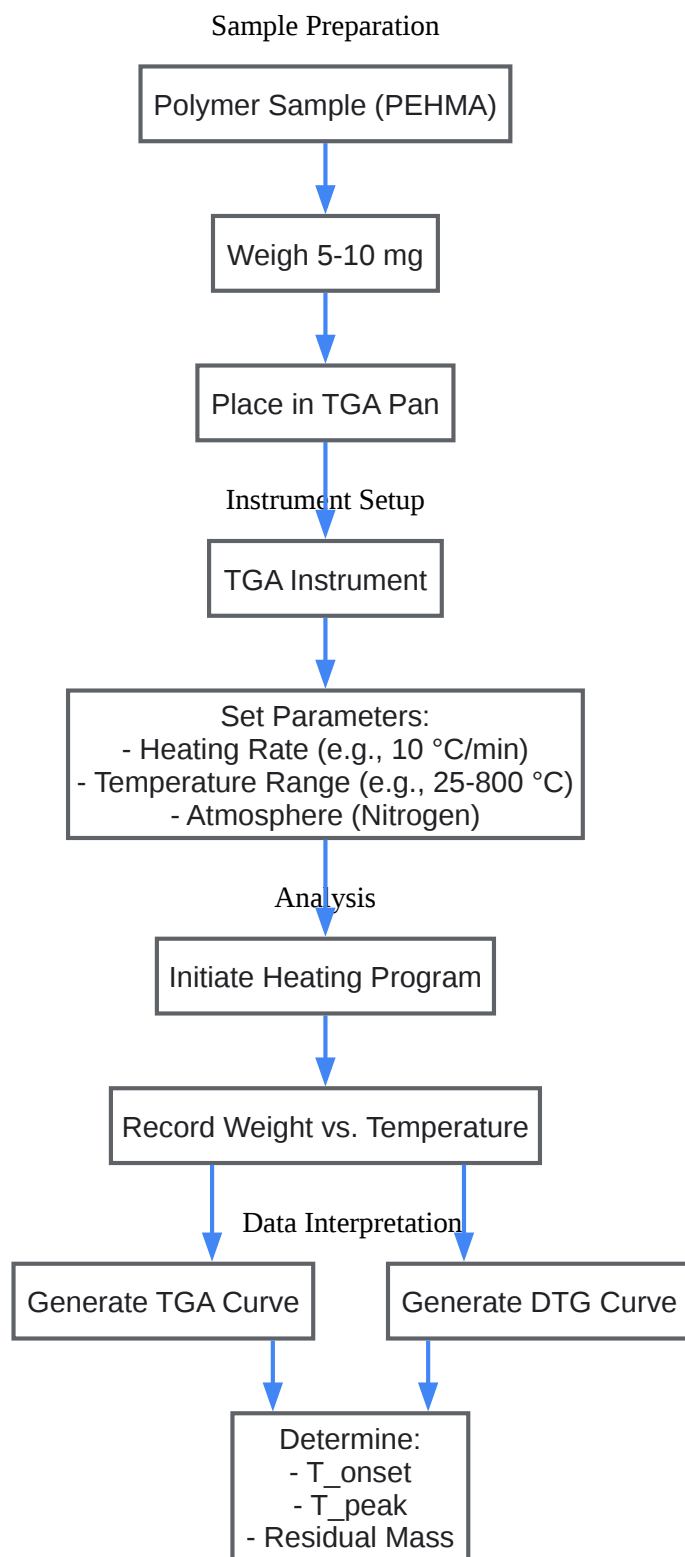 Sample Preparation
Polymer Sample (PEHMA)
Weigh 5-10 mg
Place in TGA Pan
Instrument Setup
TGA Instrument
Set Parameters:
- Heating Rate (e.g., 10 °C/min)
- Temperature Range (e.g., 25-800 °C)
- Atmosphere (Nitrogen)
Analysis
Initiate Heating Program
Record Weight vs. Temperature
Data Interpretation
Generate TGA Curve
Generate DTG Curve
Determine:
- T_onset
- T_peak
- Residual Mass